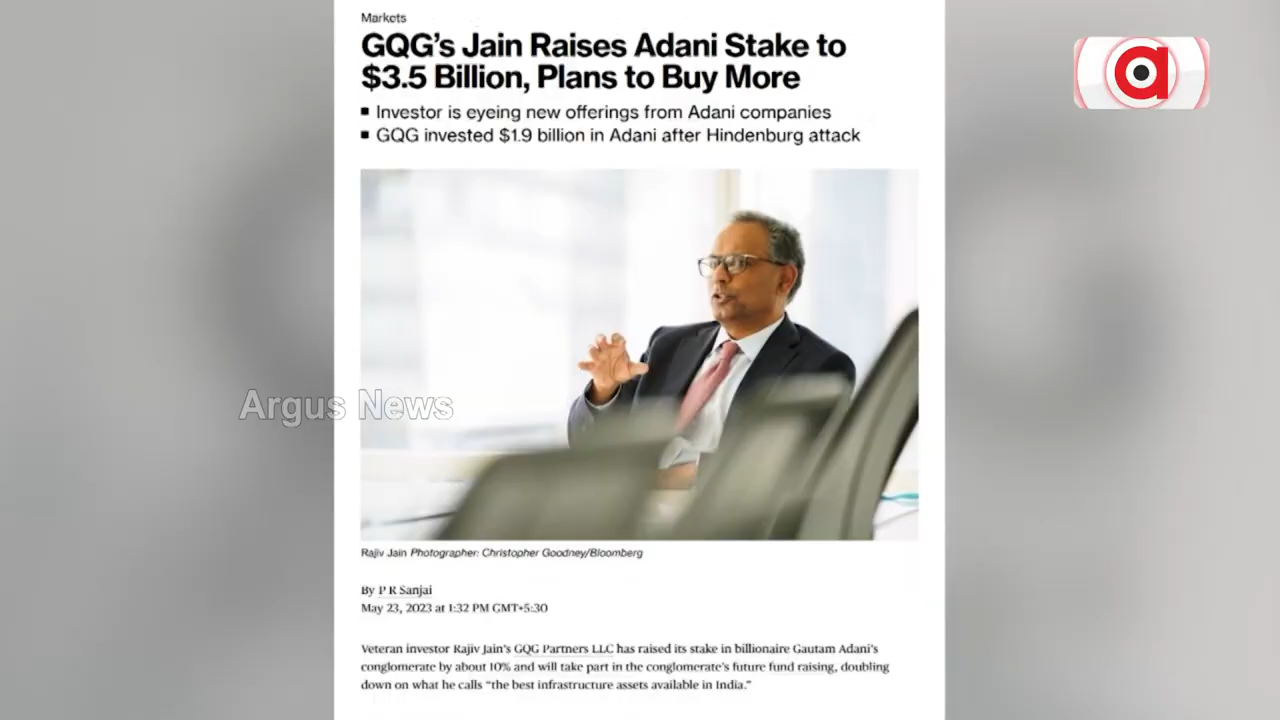 Markets
GQG's Jain Raises Adani Stake to
$3.5 Billion, Plans to Buy More
■ Investor is eyeing new offerings from Adani companies
■ GQG invested $1.9 billion in Adani after Hindenburg attack
a
Argus News
Rajiv Jain Photographer: Christopher Goodney/Bloomberg
By P R Sanjai
May 23, 2023 at 1:32 PM GMT+5:30
Veteran investor Rajiv Jain's GQG Partners LLC has raised its stake in billionaire Gautam Adani's
conglomerate by about 10% and will take part in the conglomerate's future fund raising, doubling
down on what he calls “the best infrastructure assets available in India.”